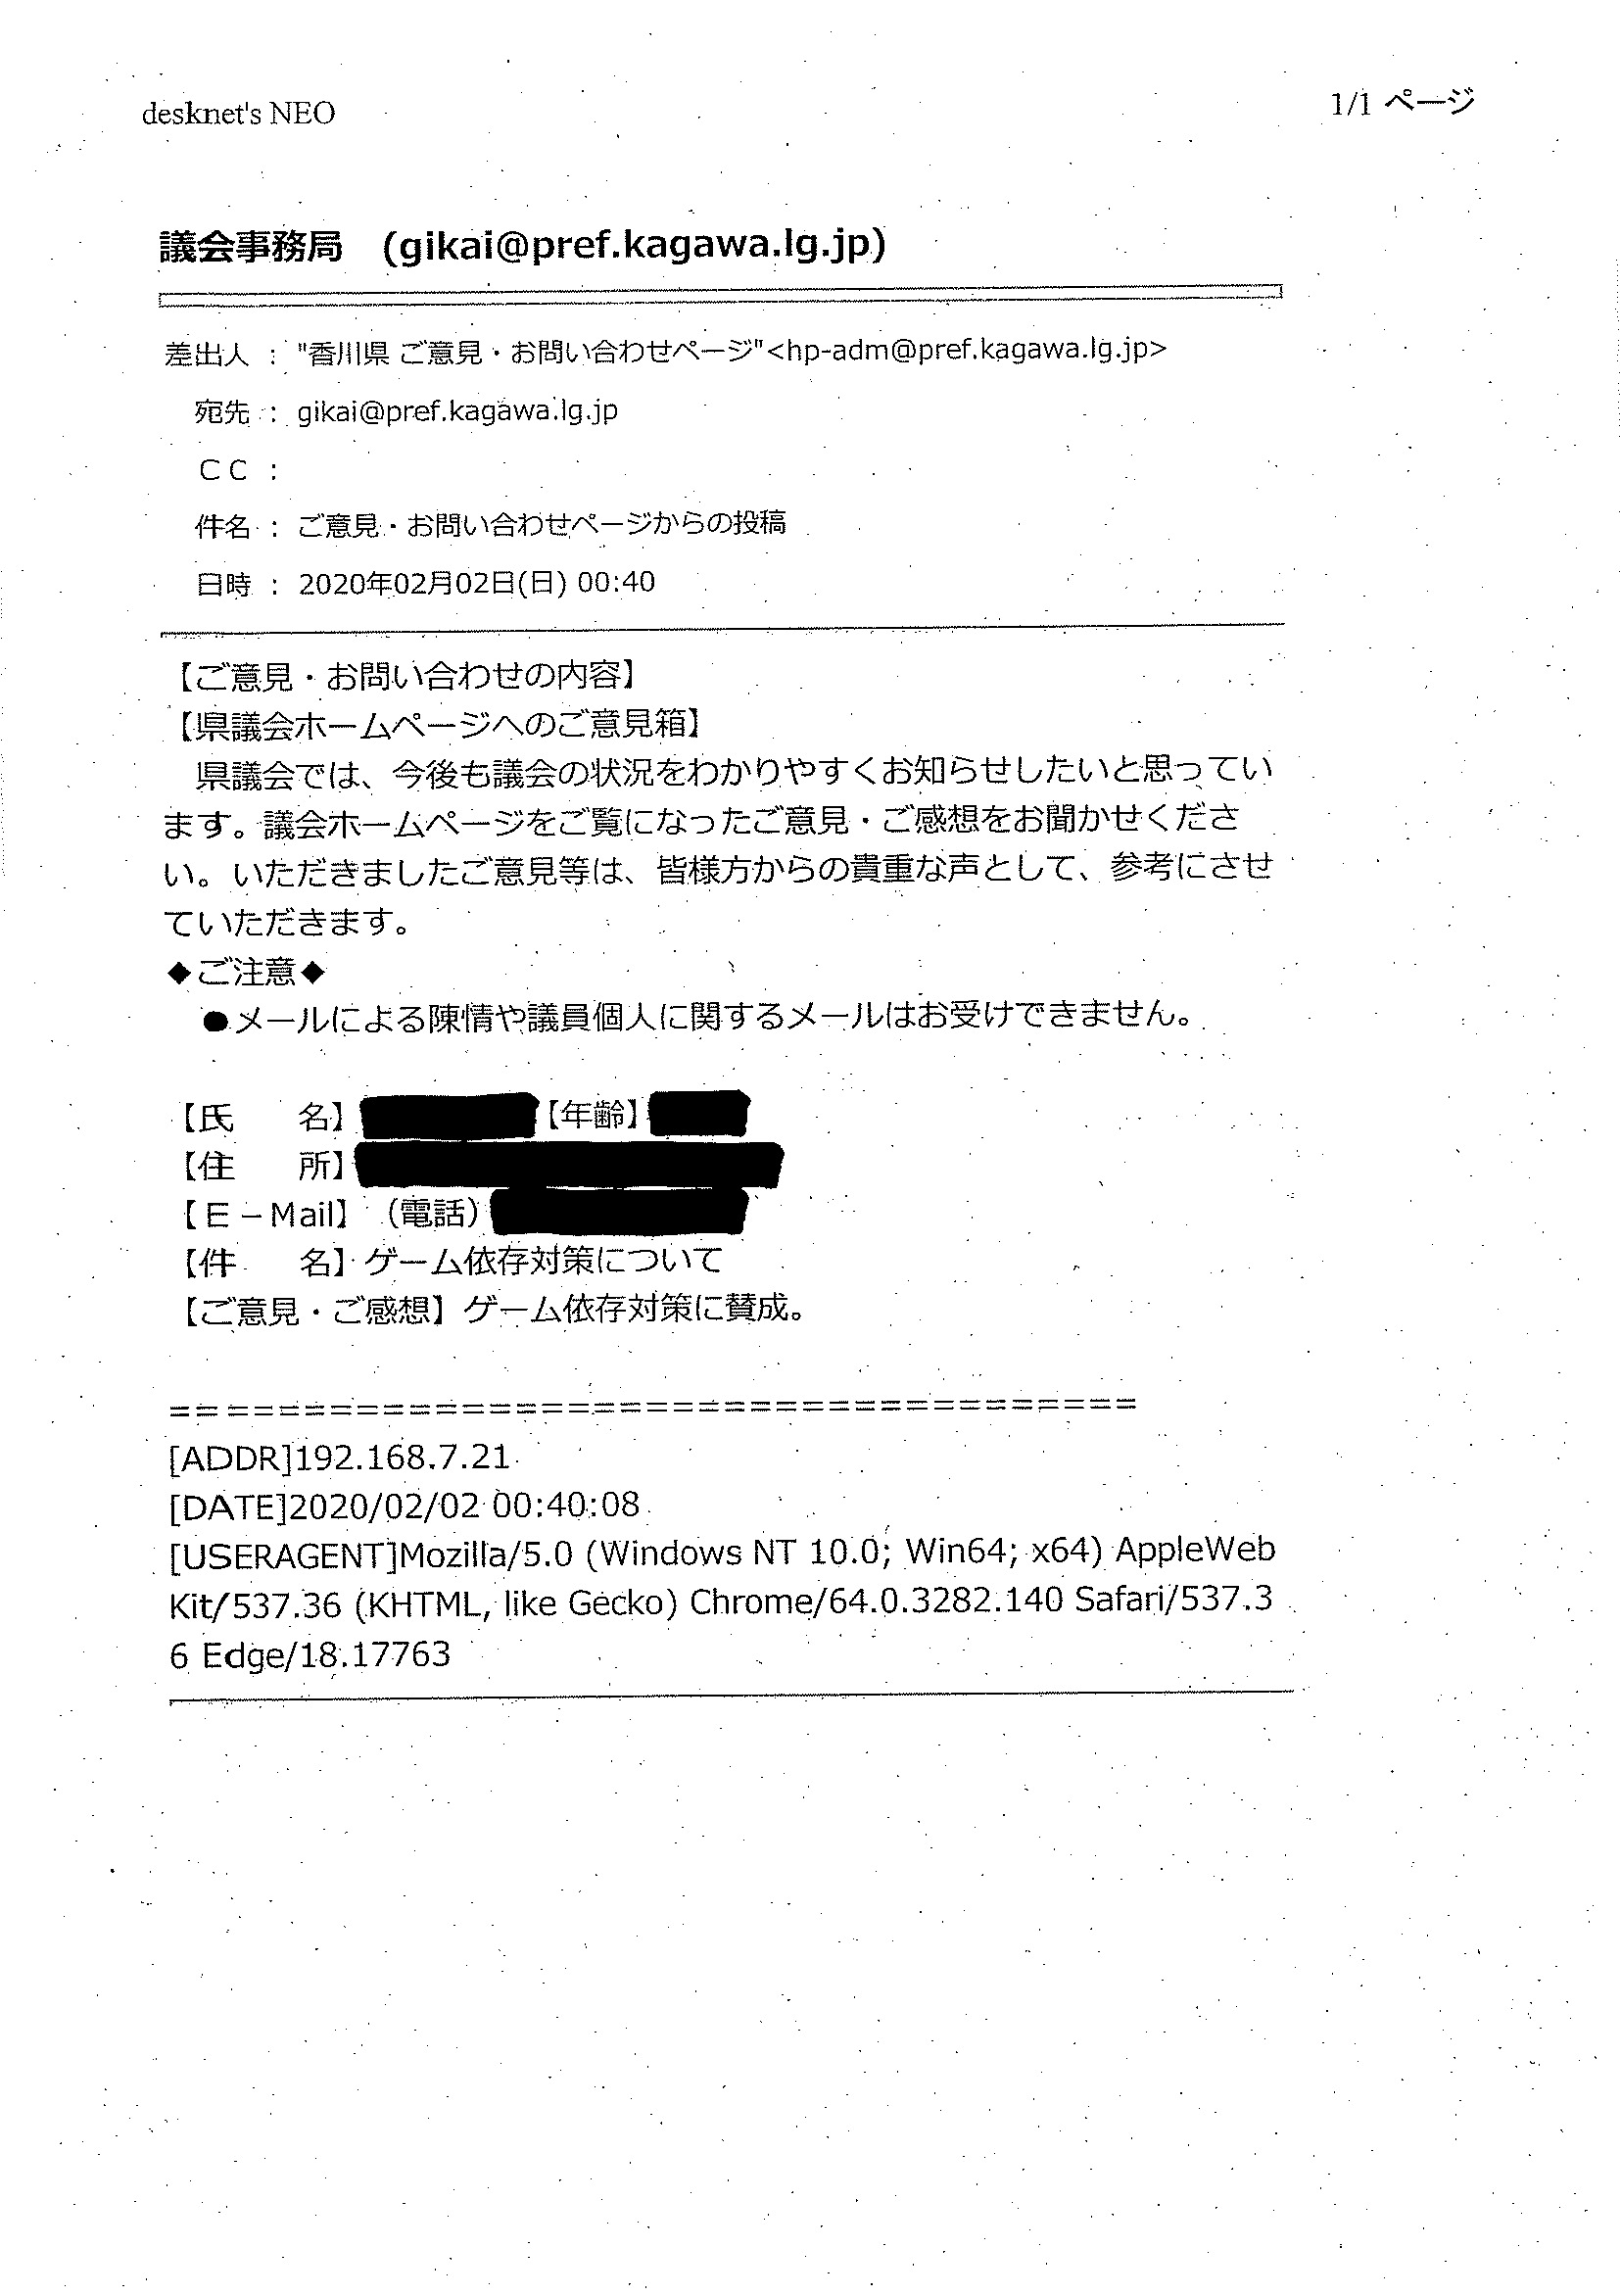 desknet's NEO
1/1 ページ
議会事務局　(gikai@pref.kagawa.lg.jp)
差出人 ： "香川県 ご意見・お問い合わせページ"<hp-adm@pref.kagawa.lg.jp>
宛先 ： gikai@pref.kagawa.lg.jp
ＣＣ ：
件名 ： ご意見・お問い合わせページからの投稿
日時 ： 2020年02月02日(日) 00:40
【ご意見・お問い合わせの内容】
【県議会ホームページへのご意見箱】
　県議会では、今後も議会の状況をわかりやすくお知らせしたいと思ってい
ます。議会ホームページをご覧になったご意見・ご感想をお聞かせくださ
い。いただきましたご意見等は、皆様方からの貴重な声として、参考にさせ
ていただきます。
◆ご注意◆
　●メールによる陳情や議員個人に関するメールはお受けできません。
【氏　　名】【年齢】
【住　　所】
【Ｅ－Mail】（電話）
【件　　名】ゲーム依存対策について
【ご意見・ご感想】ゲーム依存対策に賛成。
=====================================
[ADDR]192.168.7.21
[DATE]2020/02/02 00:40:08
[USERAGENT]Mozilla/5.0 (Windows NT 10.0; Win64; x64) AppleWeb
Kit/537.36 (KHTML, like Gecko) Chrome/64.0.3282.140 Safari/537.3
6 Edge/18.17763